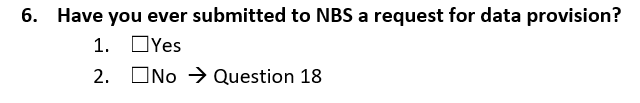 6. Have you ever submitted to NBS a request for data provision?
1. ☐Yes
2. ☐No → Question 18